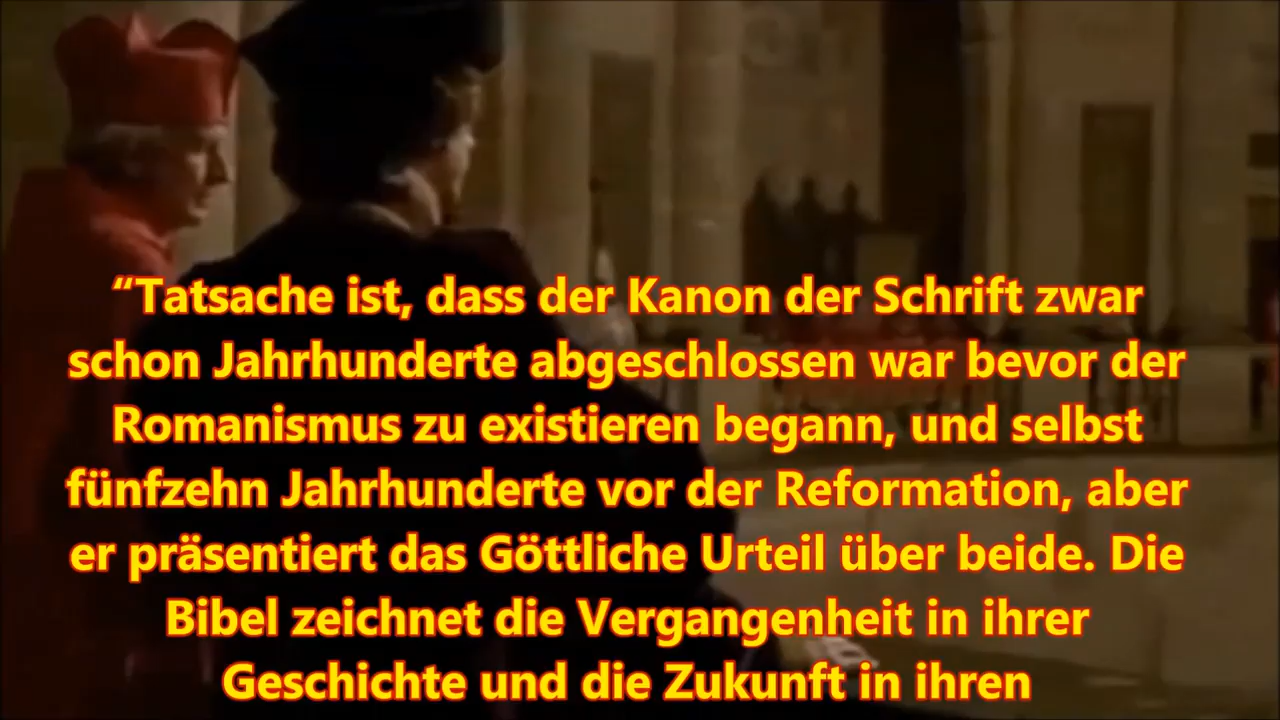 “Tatsache ist, dass der Kanon der Schrift zwar
schon Jahrhunderte abgeschlossen war bevor der
Romanismus zu existieren begann, und selbst
fünfzehn Jahrhunderte vor der Reformation, aber
er präsentiert das Göttliche Urteil über beide. Die
Bibel zeichnet die Vergangenheit in ihrer
Geschichte und die Zukunft in ihren